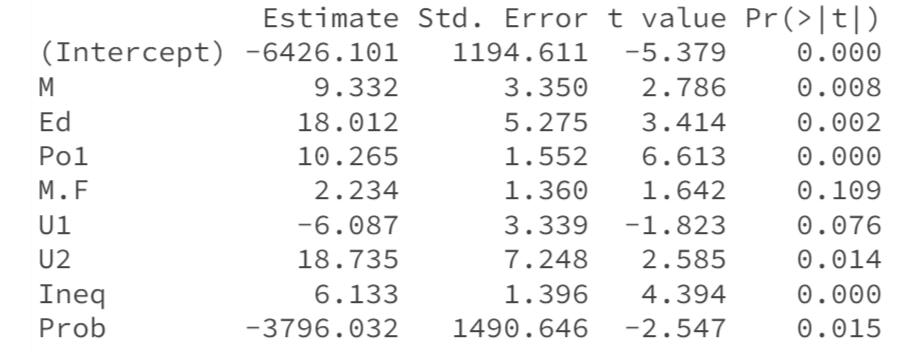 Estimate Std. Error t value Pr(>|t|)
(Intercept) -6426.101 1194.611 -5.379 0.000
M 9.332 3.350 2.786 0.008
Ed 18.012 5.275 3.414 0.002
Po1 10.265 1.552 6.613 0.000
M.F 2.234 1.360 1.642 0.109
U1 -6.087 3.339 -1.823 0.076
U2 18.735 7.248 2.585 0.014
Ineq 6.133 1.396 4.394 0.000
Prob -3796.032 1490.646 -2.547 0.015